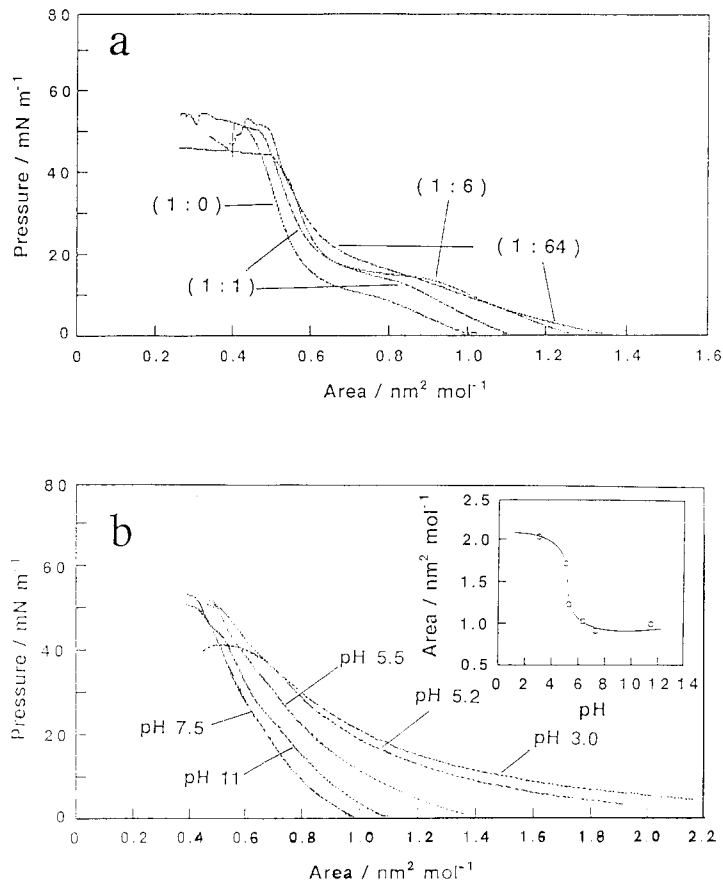 a
Pressure / mN m⁻¹
80
60
40
20
0
(1:0)
(1:1)
(1:6)
(1:64)
0 0.2 0.4 0.6 0.8 1.0 1.2 1.4 1.6
Area / nm² mol⁻¹
b
Pressure / mN m⁻¹
80
60
40
20
0
pH 5.5
pH 5.2
pH 7.5
pH 3.0
pH 11
0 0.2 0.4 0.6 0.8 1.0 1.2 1.4 1.6 1.8 2.0 2.2
Area / nm² mol⁻¹
Area / nm² mol⁻¹
2.5
2.0
1.5
1.0
0.5
0 2 4 6 8 10 12 14
pH